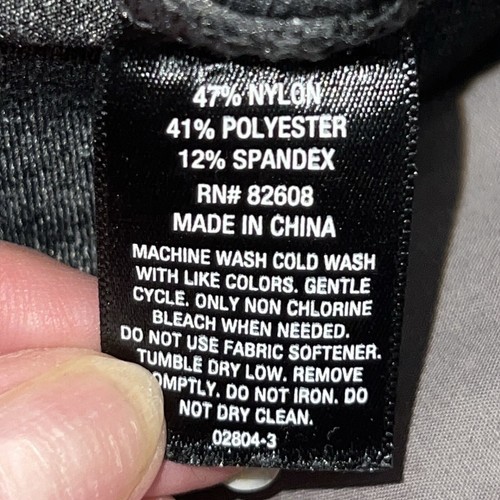 47% NYLON
41% POLYESTER
12% SPANDEX
RN# 82608
MADE IN CHINA
MACHINE WASH COLD WASH
WITH LIKE COLORS. GENTLE
CYCLE. ONLY NON CHLORINE
BLEACH WHEN NEEDED.
DO NOT USE FABRIC SOFTENER.
TUMBLE DRY LOW. REMOVE
OMPTLY. DO NOT IRON. DO
NOT DRY CLEAN.
02804-3